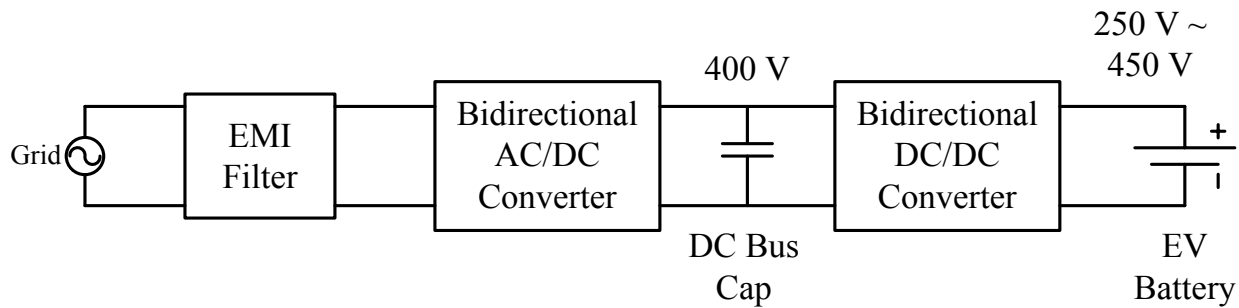 Grid
EMI
Filter
Bidirectional
AC/DC
Converter
400 V
DC Bus
Cap
Bidirectional
DC/DC
Converter
250 V ~
450 V
+
-
EV
Battery